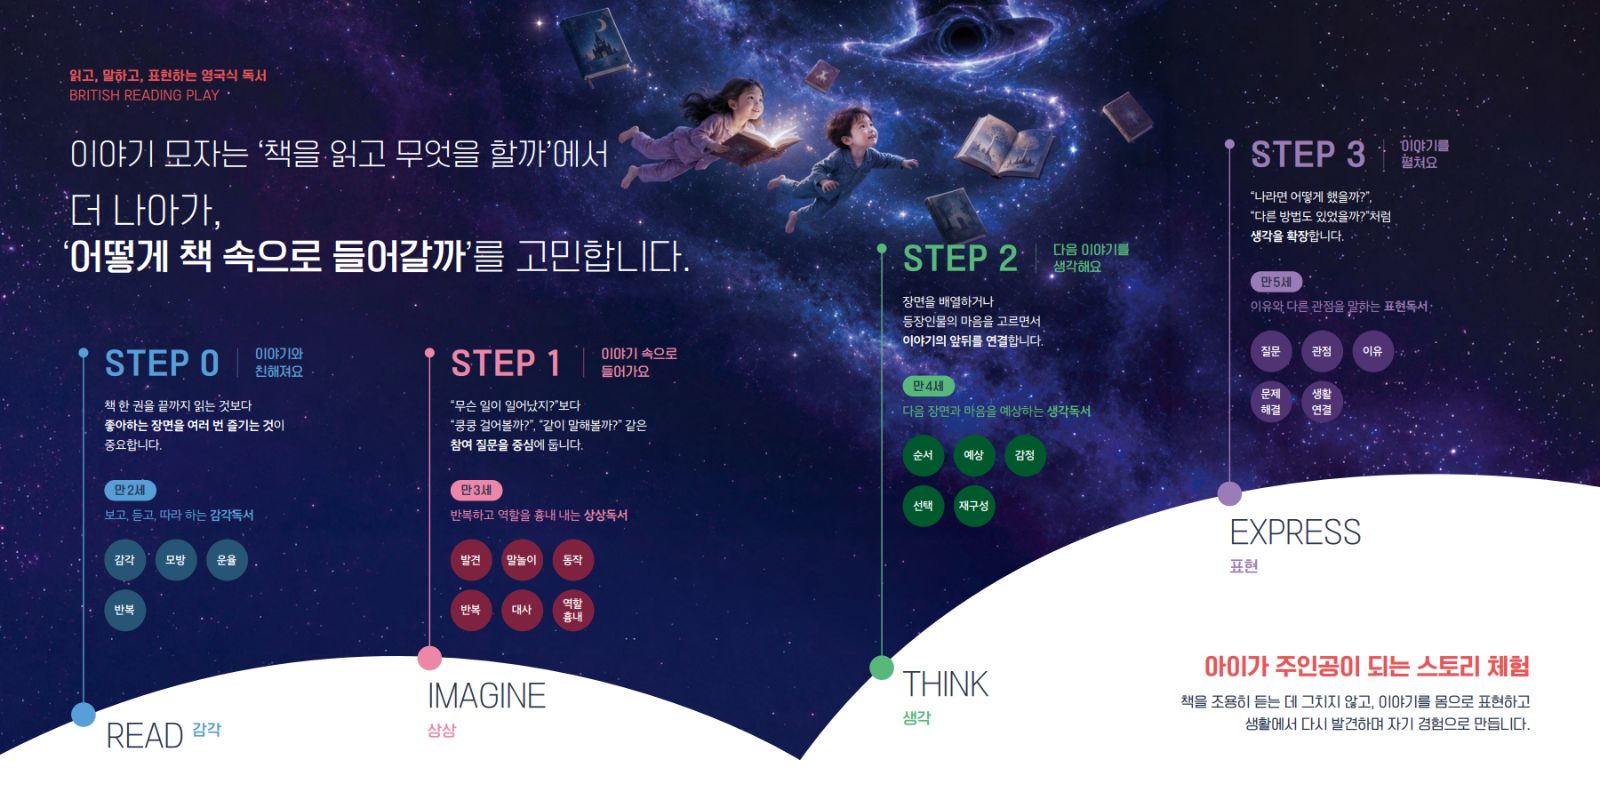 읽고, 말하고, 표현하는 영국식 독서
BRITISH READING PLAY
이야기 모자는 ‘책을 읽고 무엇을 할까’에서
더 나아가,
‘어떻게 책 속으로 들어갈까’를 고민합니다.
STEP 0
이야기와
친해져요
책 한 권을 끝까지 읽는 것보다
좋아하는 장면을 여러 번 즐기는 것이
중요합니다.
만 2세
보고, 듣고, 따라 하는 감각독서
감각 모방 운율
반복
READ 감각
STEP 1
이야기 속으로
들어가요
“무슨 일이 일어났지?”보다
“쿵쿵 걸어볼까?”, “같이 말해볼까?” 같은
참여 질문을 중심에 둡니다.
만 3세
반복하고 역할을 흉내 내는 상상독서
발견 말놀이 동작
반복 대사 역할
흉내
IMAGINE
상상
STEP 2
다음 이야기를
생각해요
장면을 배열하거나
등장인물의 마음을 고르면서
이야기의 앞뒤를 연결합니다.
만 4세
다음 장면과 마음을 예상하는 생각독서
순서 예상 감정
선택 재구성
THINK
생각
STEP 3
이야기를
펼쳐요
“나라면 어떻게 했을까?”,
“다른 방법도 있었을까?”처럼
생각을 확장합니다.
만 5세
이유와 다른 관점을 말하는 표현독서
질문 관점 이유
문제
해결
생활
연결
EXPRESS
표현
아이가 주인공이 되는 스토리 체험
책을 조용히 듣는 데 그치지 않고, 이야기를 몸으로 표현하고
생활에서 다시 발견하며 자기 경험으로 만듭니다.